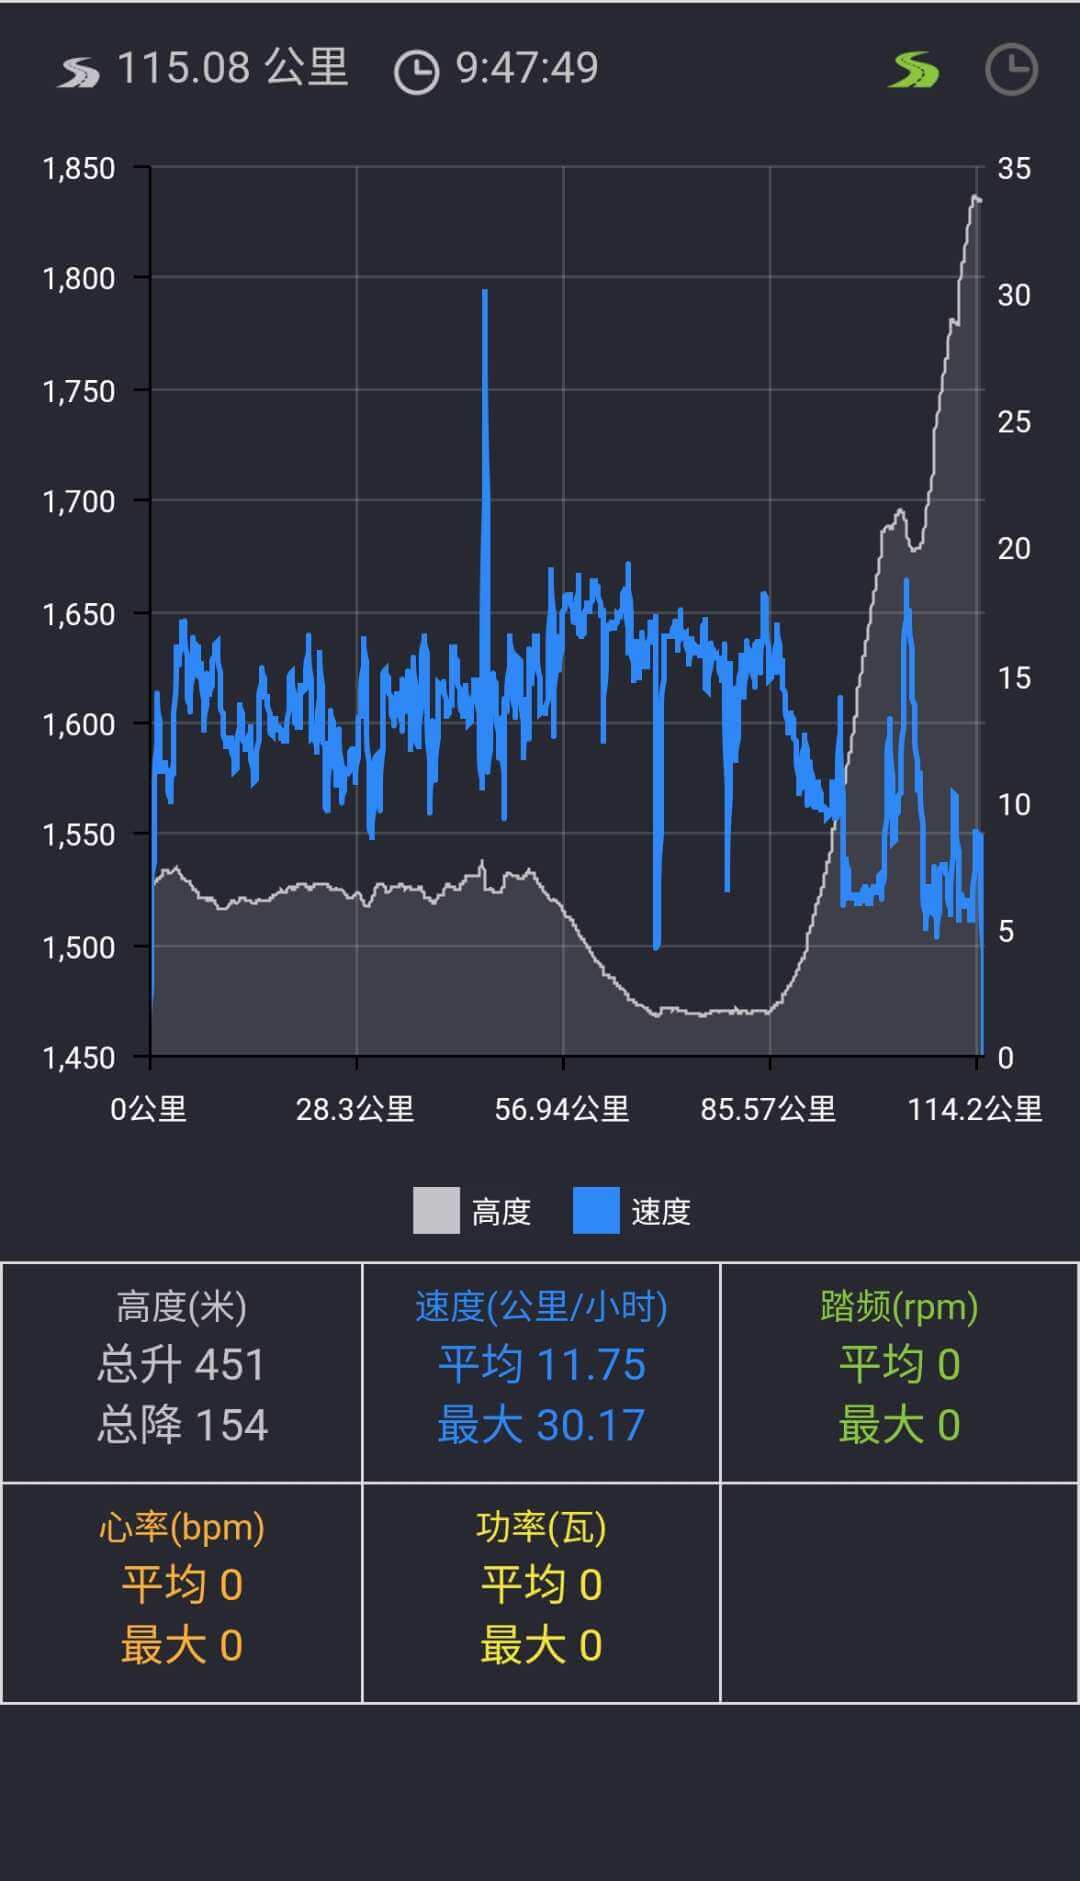 115.08 公里 9:47:49
1,850 35
1,800 30
1,750 25
1,700 20
1,650
1,600 15
1,550 10
1,500 5
1,450 0
0公里 28.3公里 56.94公里 85.57公里 114.2公里
高度 速度
高度(米) 速度(公里/小时) 踏频(rpm)
总升 451 平均 11.75 平均 0
总降 154 最大 30.17 最大 0
心率(bpm) 功率(瓦)
平均 0 平均 0
最大 0 最大 0